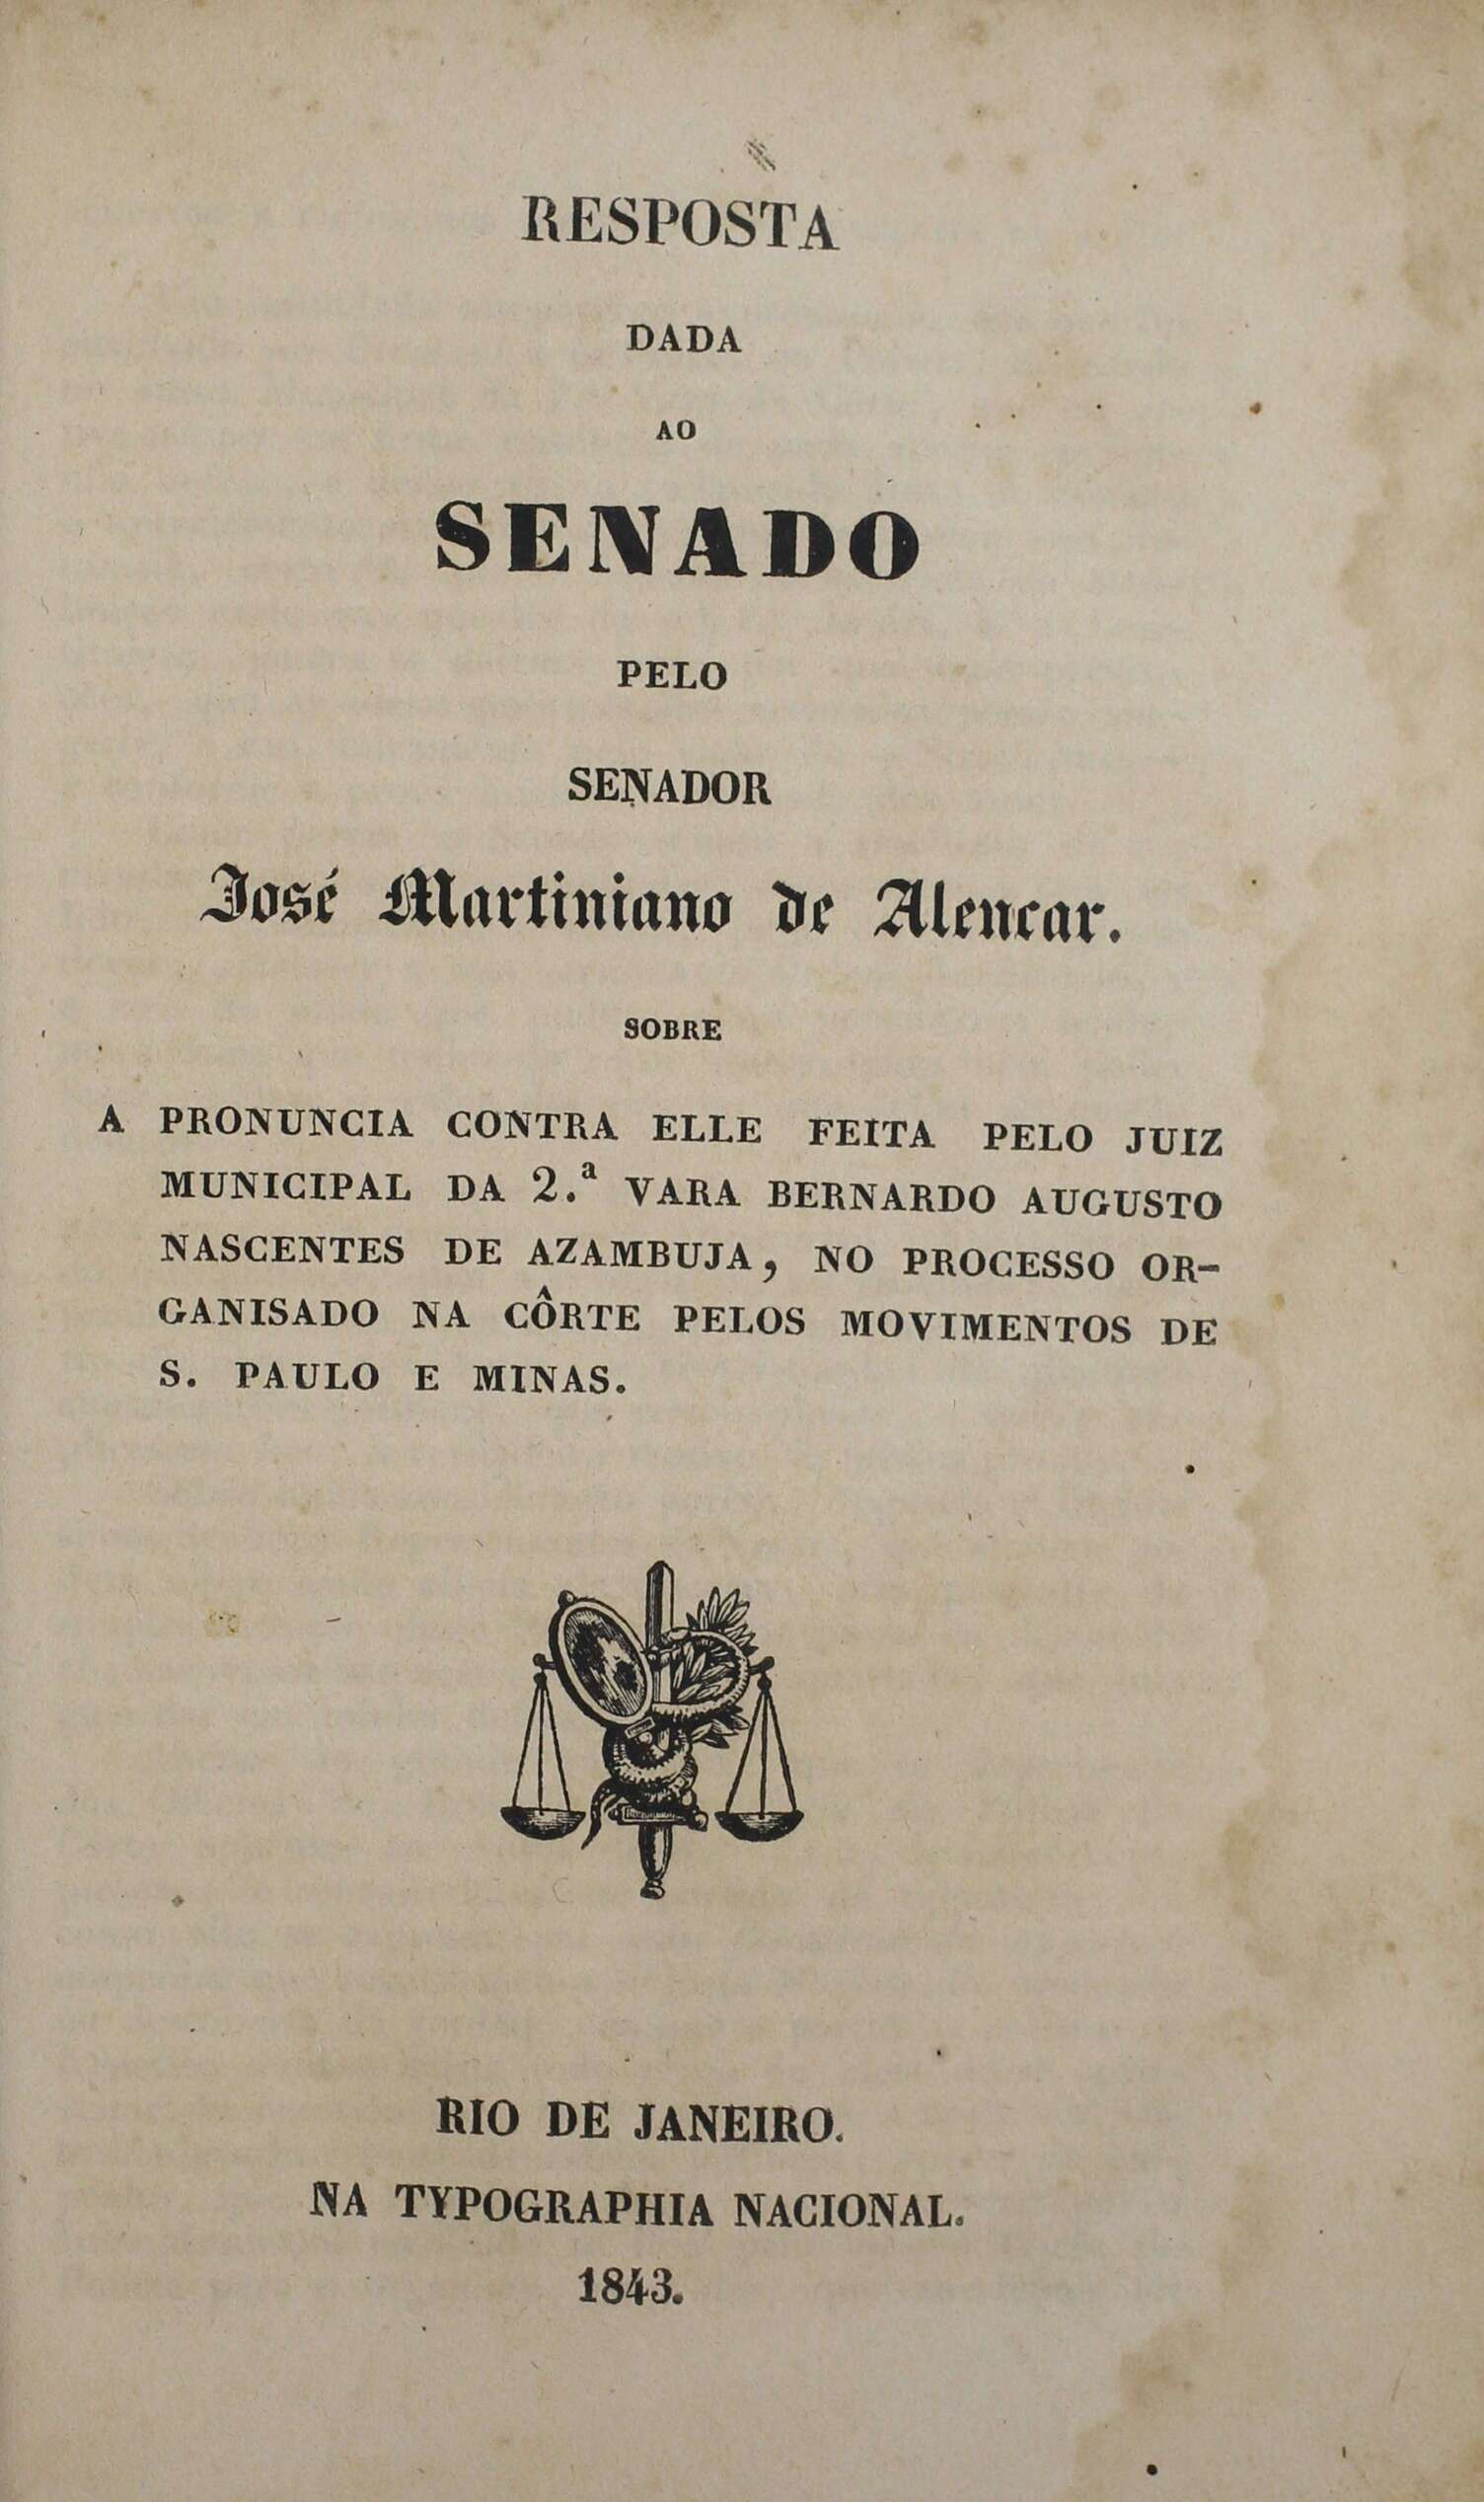 RESPOSTA
DADA
AO
SENADO
PELO
SENADOR
José Martiniano de Alencar.
SOBRE
A PRONUNCIA CONTRA ELLE FEITA PELO JUIZ
MUNICIPAL DA 2.ª VARA BERNARDO AUGUSTO
NASCENTES DE AZAMBUJA, NO PROCESSO OR-
GANISADO NA CÔRTE PELOS MOVIMENTOS DE
S. PAULO E MINAS.
RIO DE JANEIRO.
NA TYPOGRAPHIA NACIONAL.
1843.